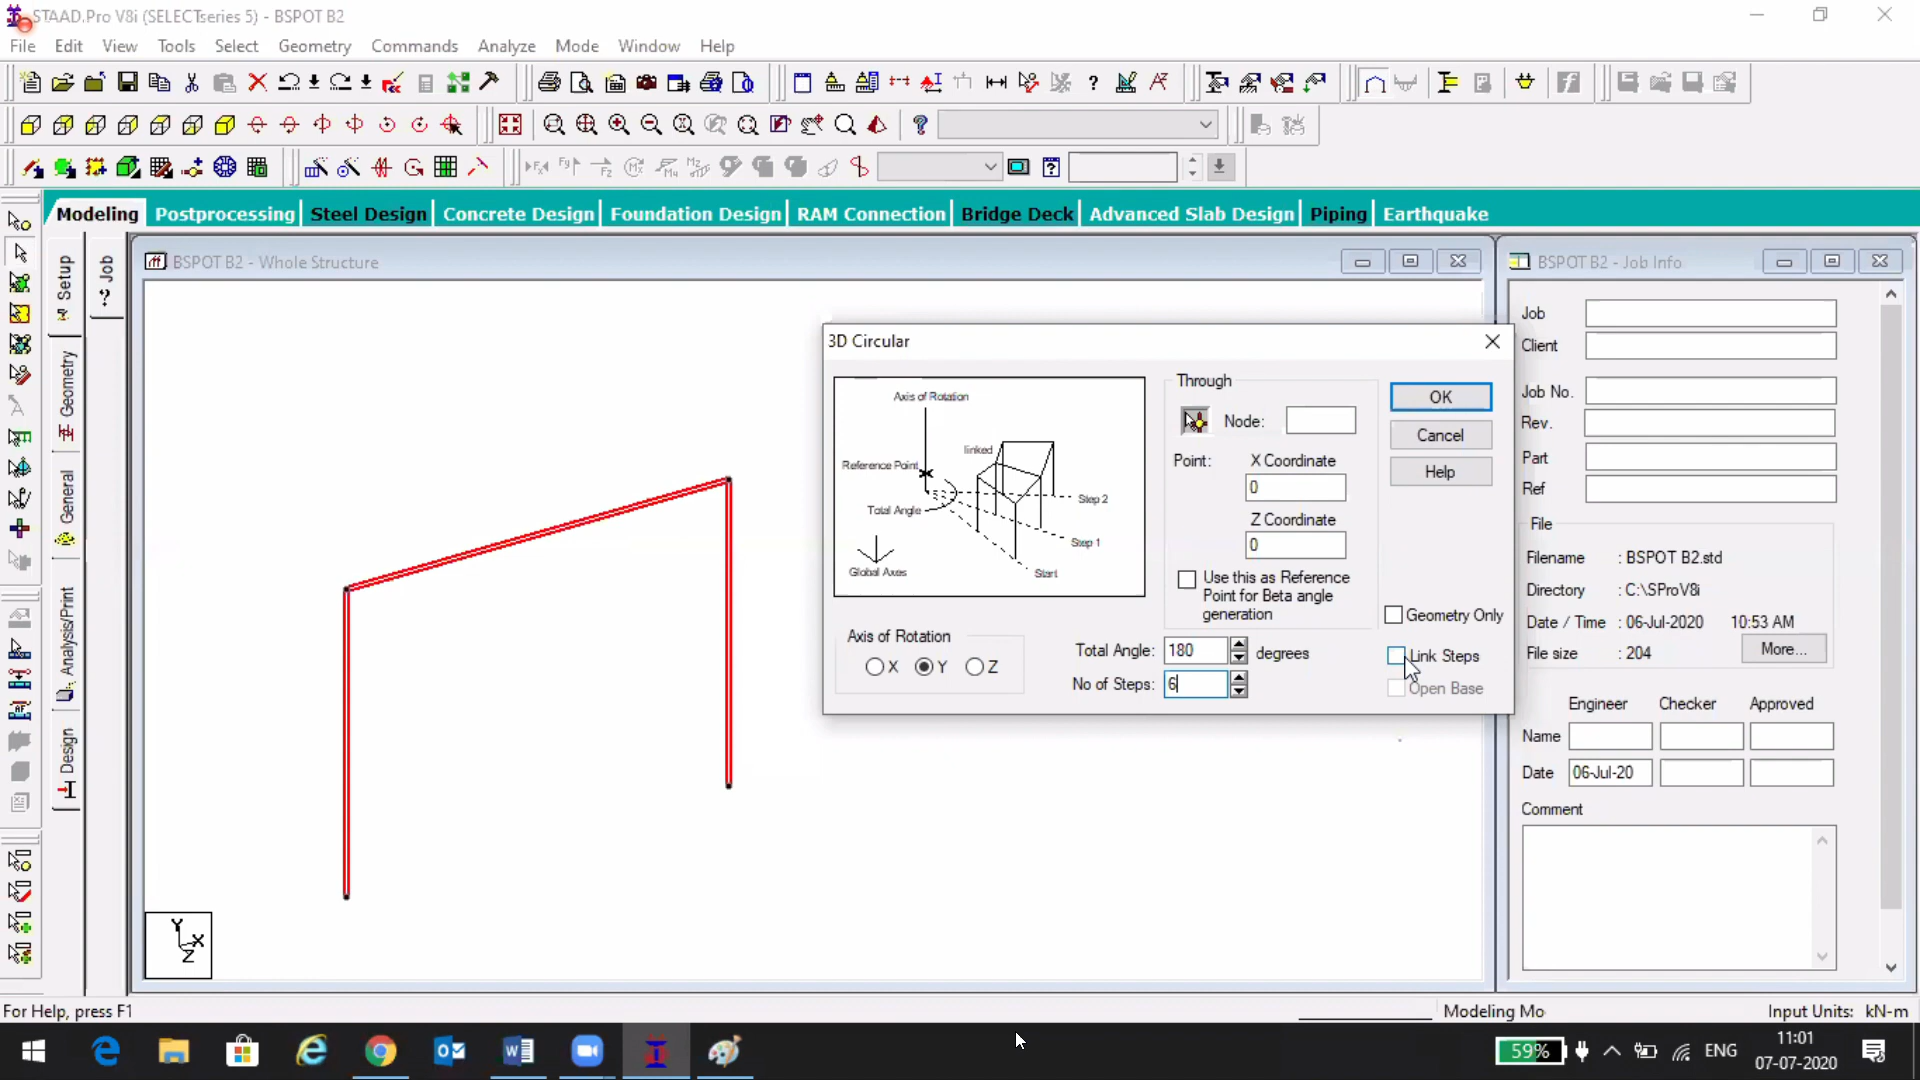 STAAD.Pro V8i (SELECTseries 5) - BSPOT B2
File Edit View Tools Select Geometry Commands Analyze Mode Window Help
Modeling Postprocessing Steel Design Concrete Design Foundation Design RAM Connection Bridge Deck Advanced Slab Design Piping Earthquake
Setup
Geometry
General
Analysis/Print
Design
Job
BSPOT B2 - Whole Structure
Y
X
Z
3D Circular
Axis of Rotation
linked
Reference Point
Total Angle
Step 2
Step 1
Start
Global Axes
Through
Node:
Point: X Coordinate
0
Z Coordinate
0
Use this as Reference
Point for Beta angle
generation
OK
Cancel
Help
Geometry Only
Link Steps
Open Base
Axis of Rotation
X Y Z
Total Angle: 180 degrees
No of Steps: 6
BSPOT B2 - Job Info
Job
Client
Job No.
Rev.
Part
Ref
File
Filename : BSPOT B2.std
Directory : C:\SProV8i
Date / Time : 06-Jul-2020 10:53 AM
File size : 204 More...
Engineer Checker Approved
Name
Date 06-Jul-20
Comment
For Help, press F1
Modeling Mo
Input Units: kN-m
59%
ENG
11:01
07-07-2020